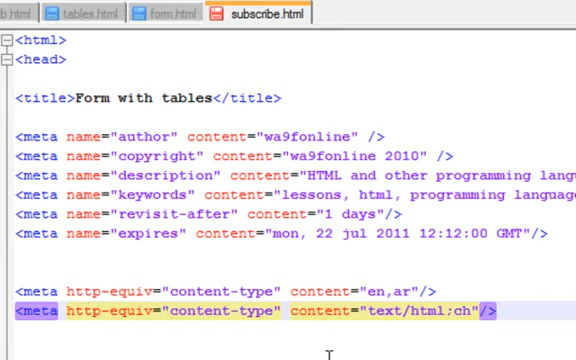 b.html tables.html form.html subscribe.html
<html>
<head>
<title>Form with tables</title>
<meta name="author" content="wa9fonline" />
<meta name="copyright" content="wa9fonline 2010" />
<meta name="description" content="HTML and other programming lang
<meta name="keywords" content="lessons, html, programming language
<meta name="revisit-after" content="1 days"/>
<meta name="expires" content="mon, 22 jul 2011 12:12:00 GMT"/>
<meta http-equiv="content-type" content="en,ar"/>
<meta http-equiv="content-type" content="text/html;ch"/>